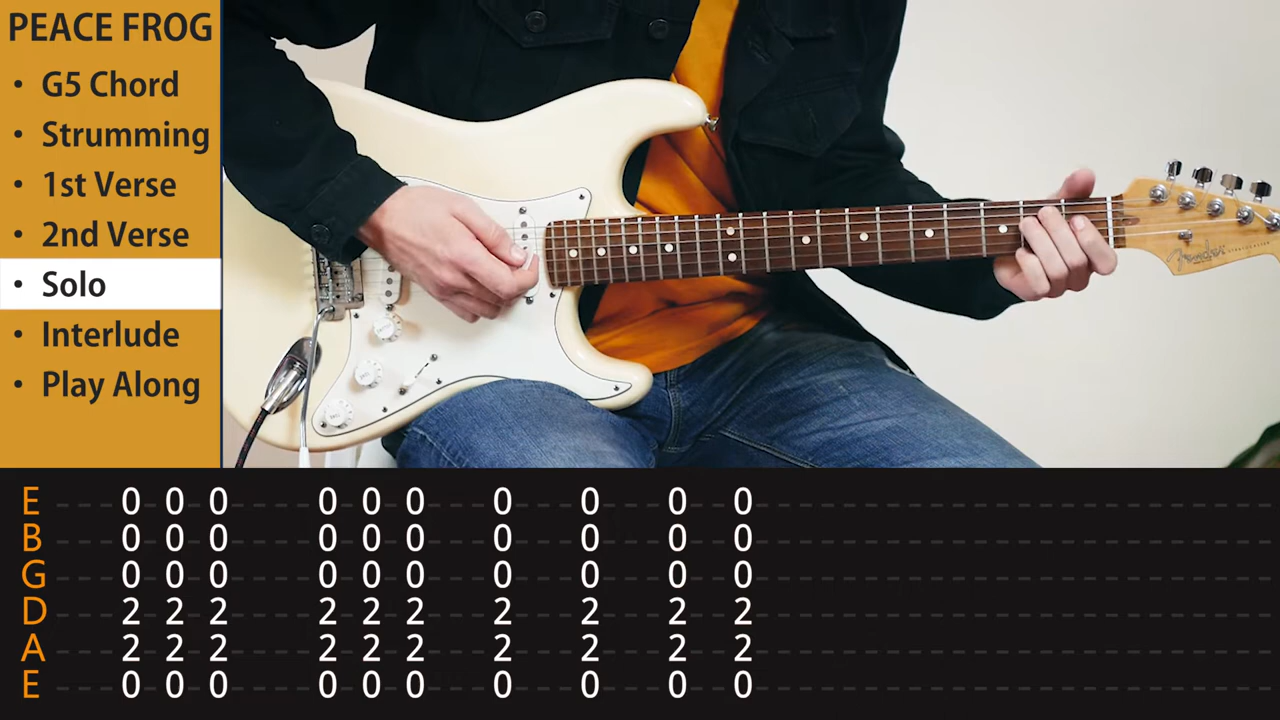 PEACE FROG
• G5 Chord
• Strumming
• 1st Verse
• 2nd Verse
• Solo
• Interlude
• Play Along
Fender
E 0 0 0 0 0 0 0 0 0 0
B 0 0 0 0 0 0 0 0 0 0
G 0 0 0 0 0 0 0 0 0 0
D 2 2 2 2 2 2 2 2 2 2
A 2 2 2 2 2 2 2 2 2 2
E 0 0 0 0 0 0 0 0 0 0